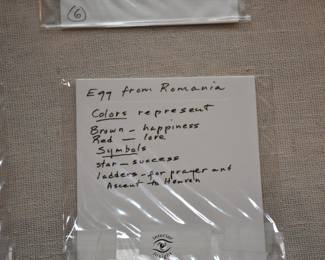 6
Egg from Romania
Colors represent
Brown - happiness
Red - love
Symbols
star - success
ladders - for prayer and
Ascent to Heaven
interior